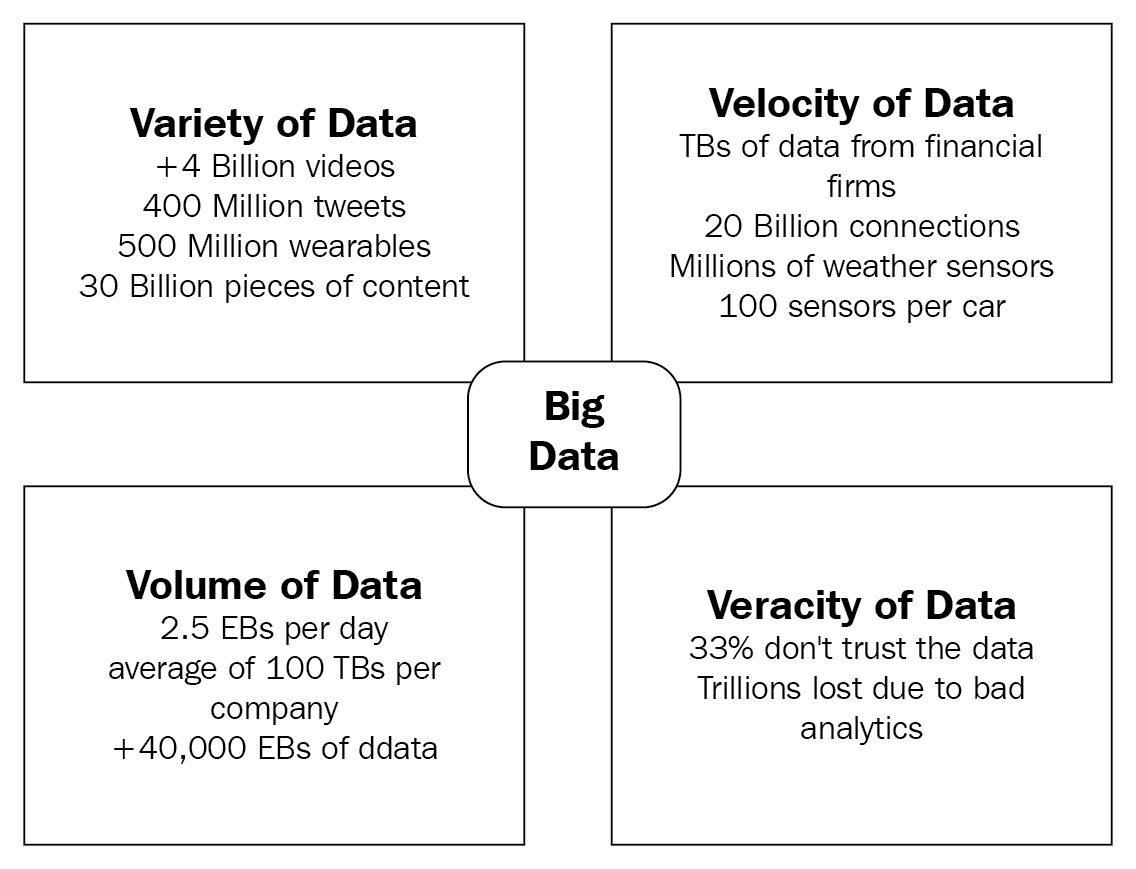 Variety of Data
+4 Billion videos
400 Million tweets
500 Million wearables
30 Billion pieces of content
Velocity of Data
TBs of data from financial
firms
20 Billion connections
Millions of weather sensors
100 sensors per car
Big
Data
Volume of Data
2.5 EBs per day
average of 100 TBs per
company
+40,000 EBs of ddata
Veracity of Data
33% don't trust the data
Trillions lost due to bad
analytics